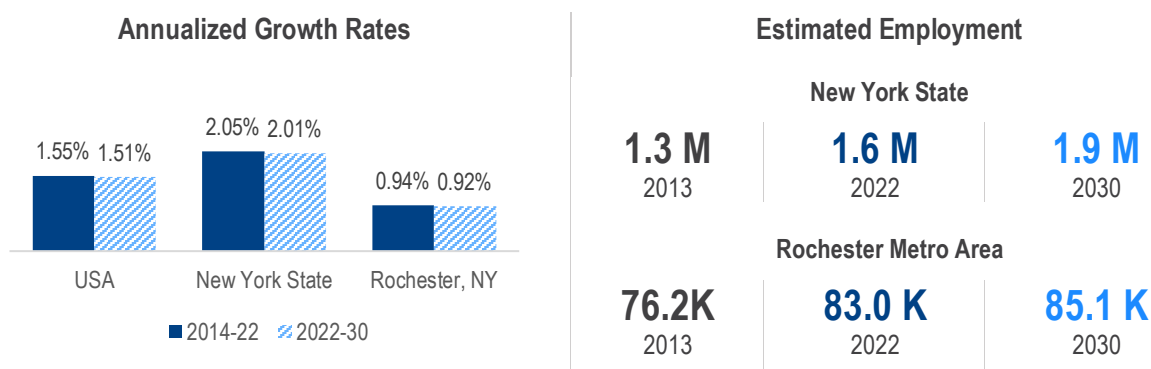 Annualized Growth Rates
1.55% 1.51%
2.05% 2.01%
0.94% 0.92%
USA
New York State
Rochester, NY
2014-22
2022-30
Estimated Employment
New York State
1.3 M
2013
1.6 M
2022
1.9 M
2030
Rochester Metro Area
76.2K
2013
83.0 K
2022
85.1 K
2030